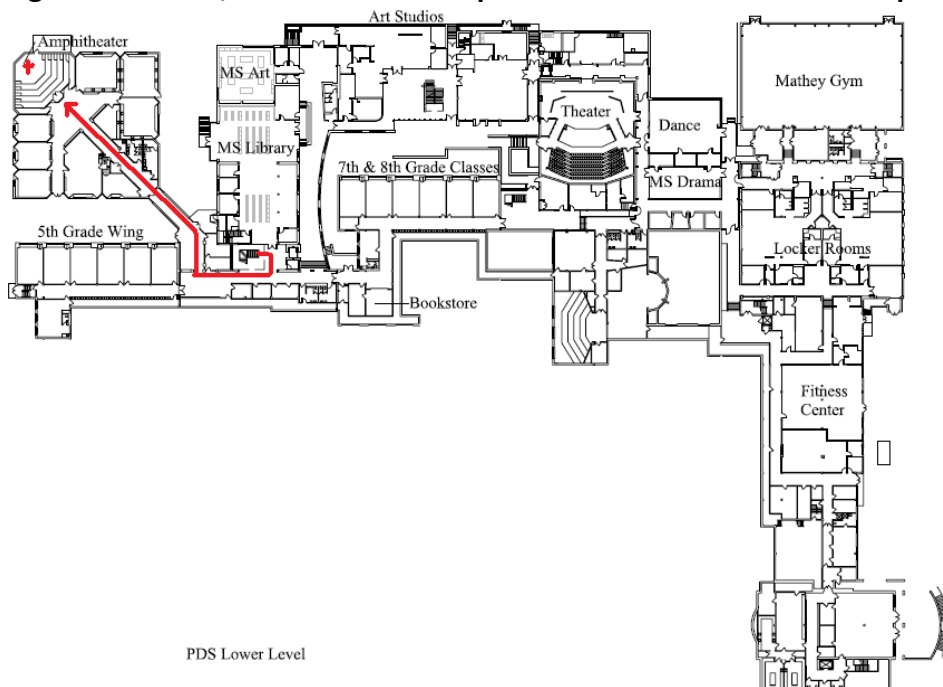 Art Studios
Amphitheater
MS Art
Mathey Gym
Theater
Dance
MS Library
7th & 8th Grade Classes
MS Drama
5th Grade Wing
Locker Rooms
Bookstore
Fitness
Center
PDS Lower Level